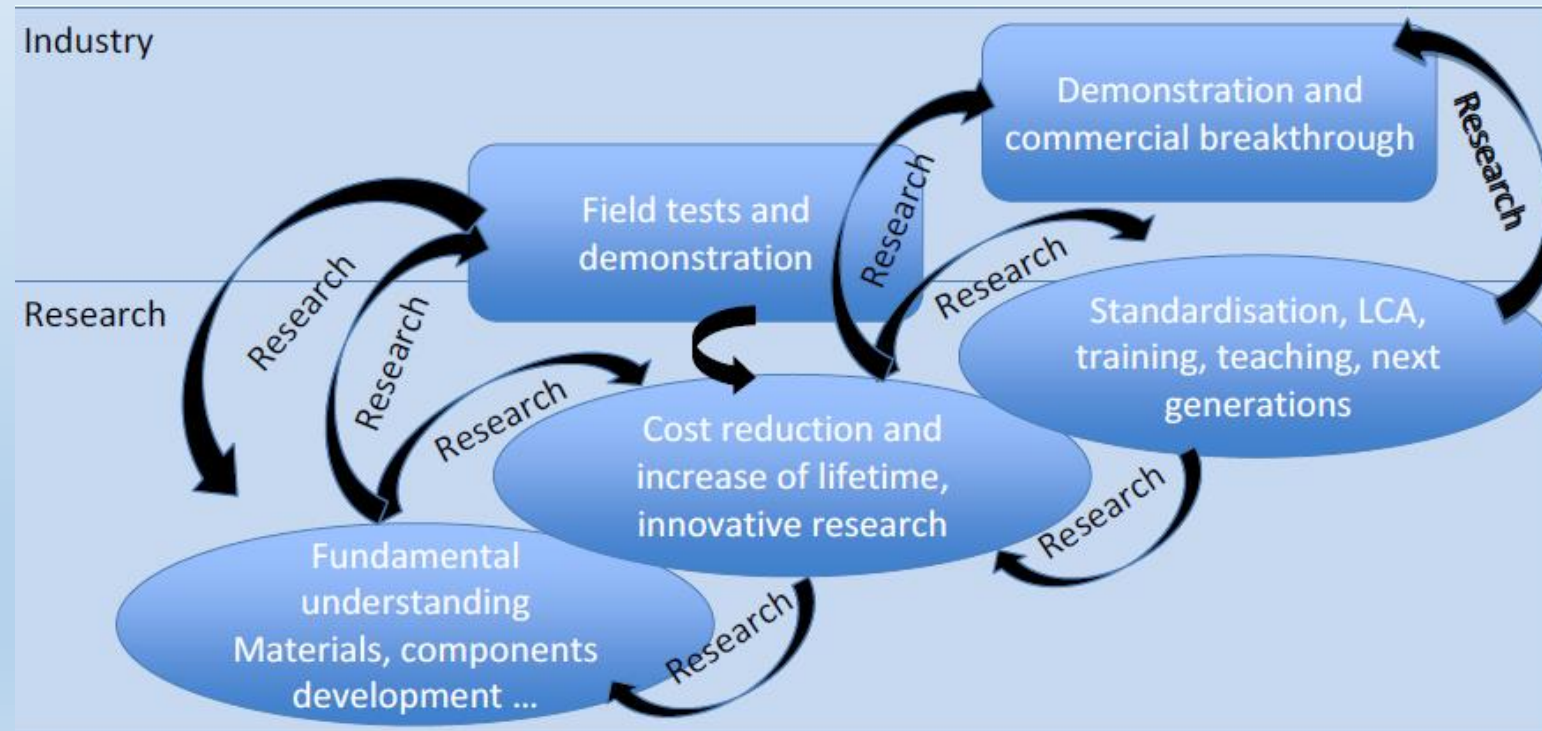 Industry
Demonstration and
commercial breakthrough
Research
Research
Field tests and
demonstration
Research
Research
Research
Research
Standardisation, LCA,
training, teaching, next
generations
Research
Cost reduction and
increase of lifetime,
innovative research
Research
Fundamental
understanding
Materials, components
development ...
Research